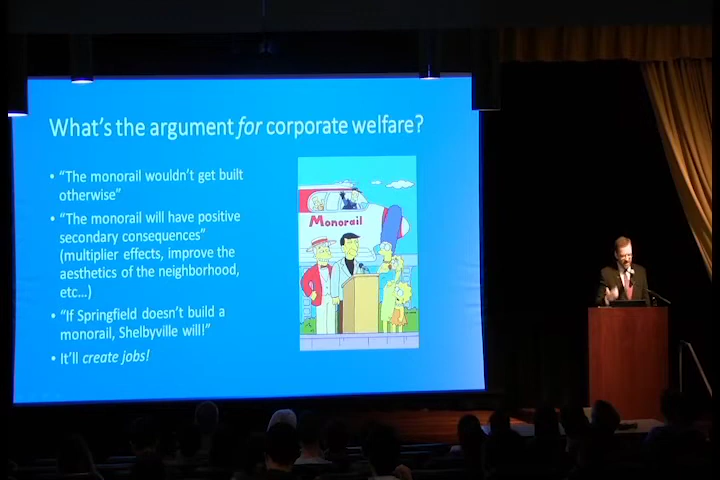 What's the argument for corporate welfare?
• "The monorail wouldn't get built
otherwise"
• "The monorail will have positive
secondary consequences"
(multiplier effects, improve the
aesthetics of the neighborhood,
etc...)
• "If Springfield doesn't build a
monorail, Shelbyville will!"
• It'll create jobs!
Monorail